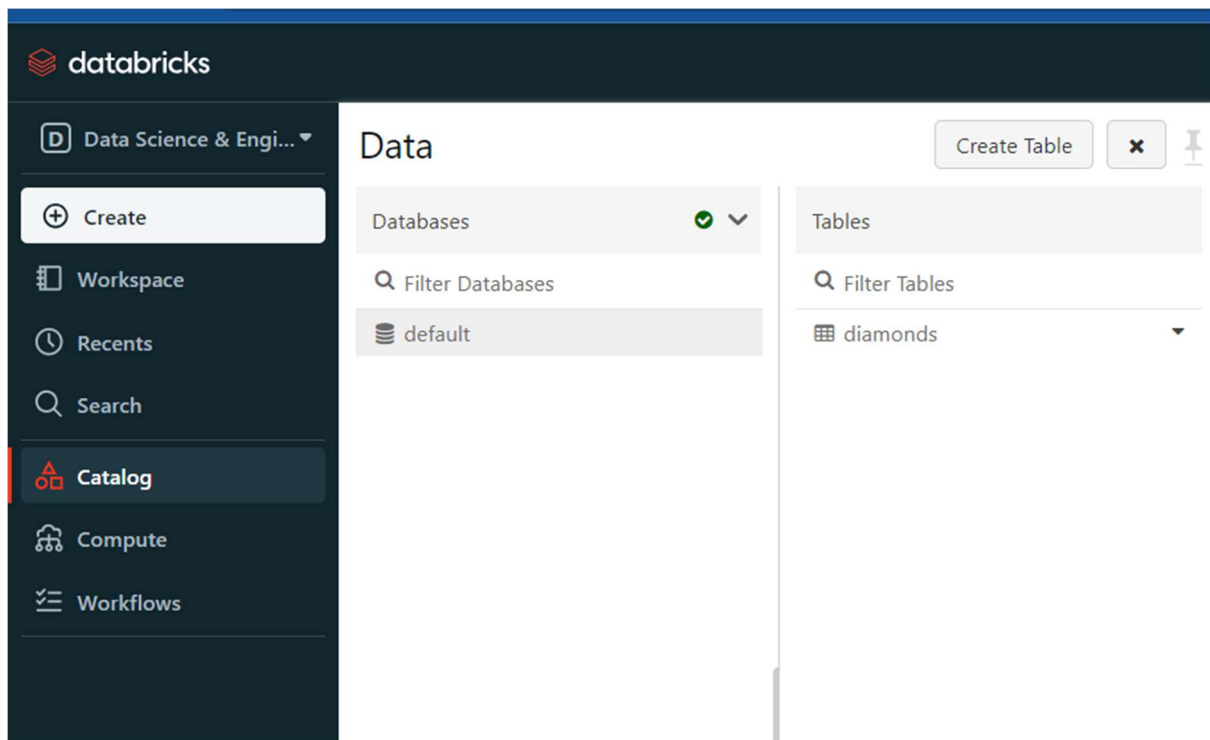 databricks
D Data Science & Engi...
Create
Workspace
Recents
Search
Catalog
Compute
Workflows
Data
Create Table
Databases
Filter Databases
default
Tables
Filter Tables
diamonds